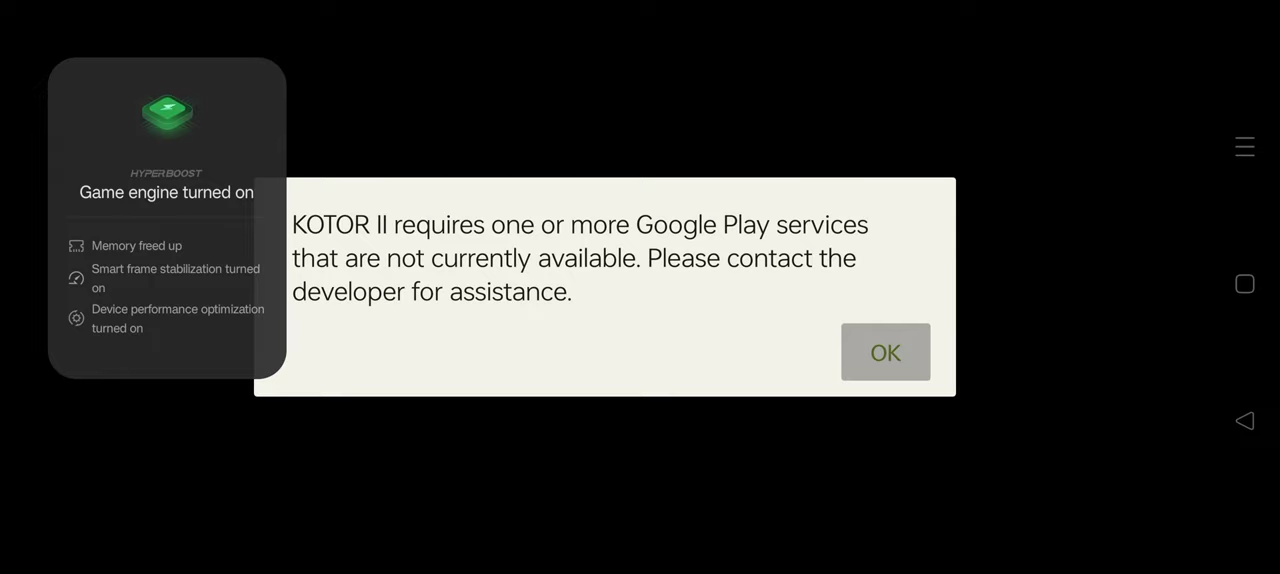 HYPERBOOST
Game engine turned on
Memory freed up
Smart frame stabilization turned
on
Device performance optimization
turned on
KOTOR II requires one or more Google Play services
that are not currently available. Please contact the
developer for assistance.
OK